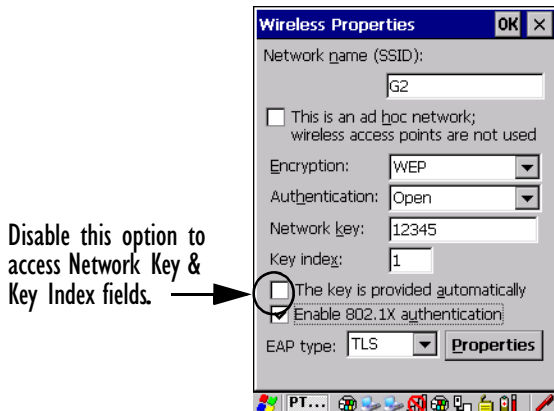 Wireless Properties OK ×
Network name (SSID):
G2
This is an ad hoc network;
wireless access points are not used
Encryption: WEP
Authentication: Open
Network key: 12345
Key index: 1
Disable this option to
access Network Key &
Key Index fields.
The key is provided automatically
Enable 802.1X authentication
EAP type: TLS Properties
PT...